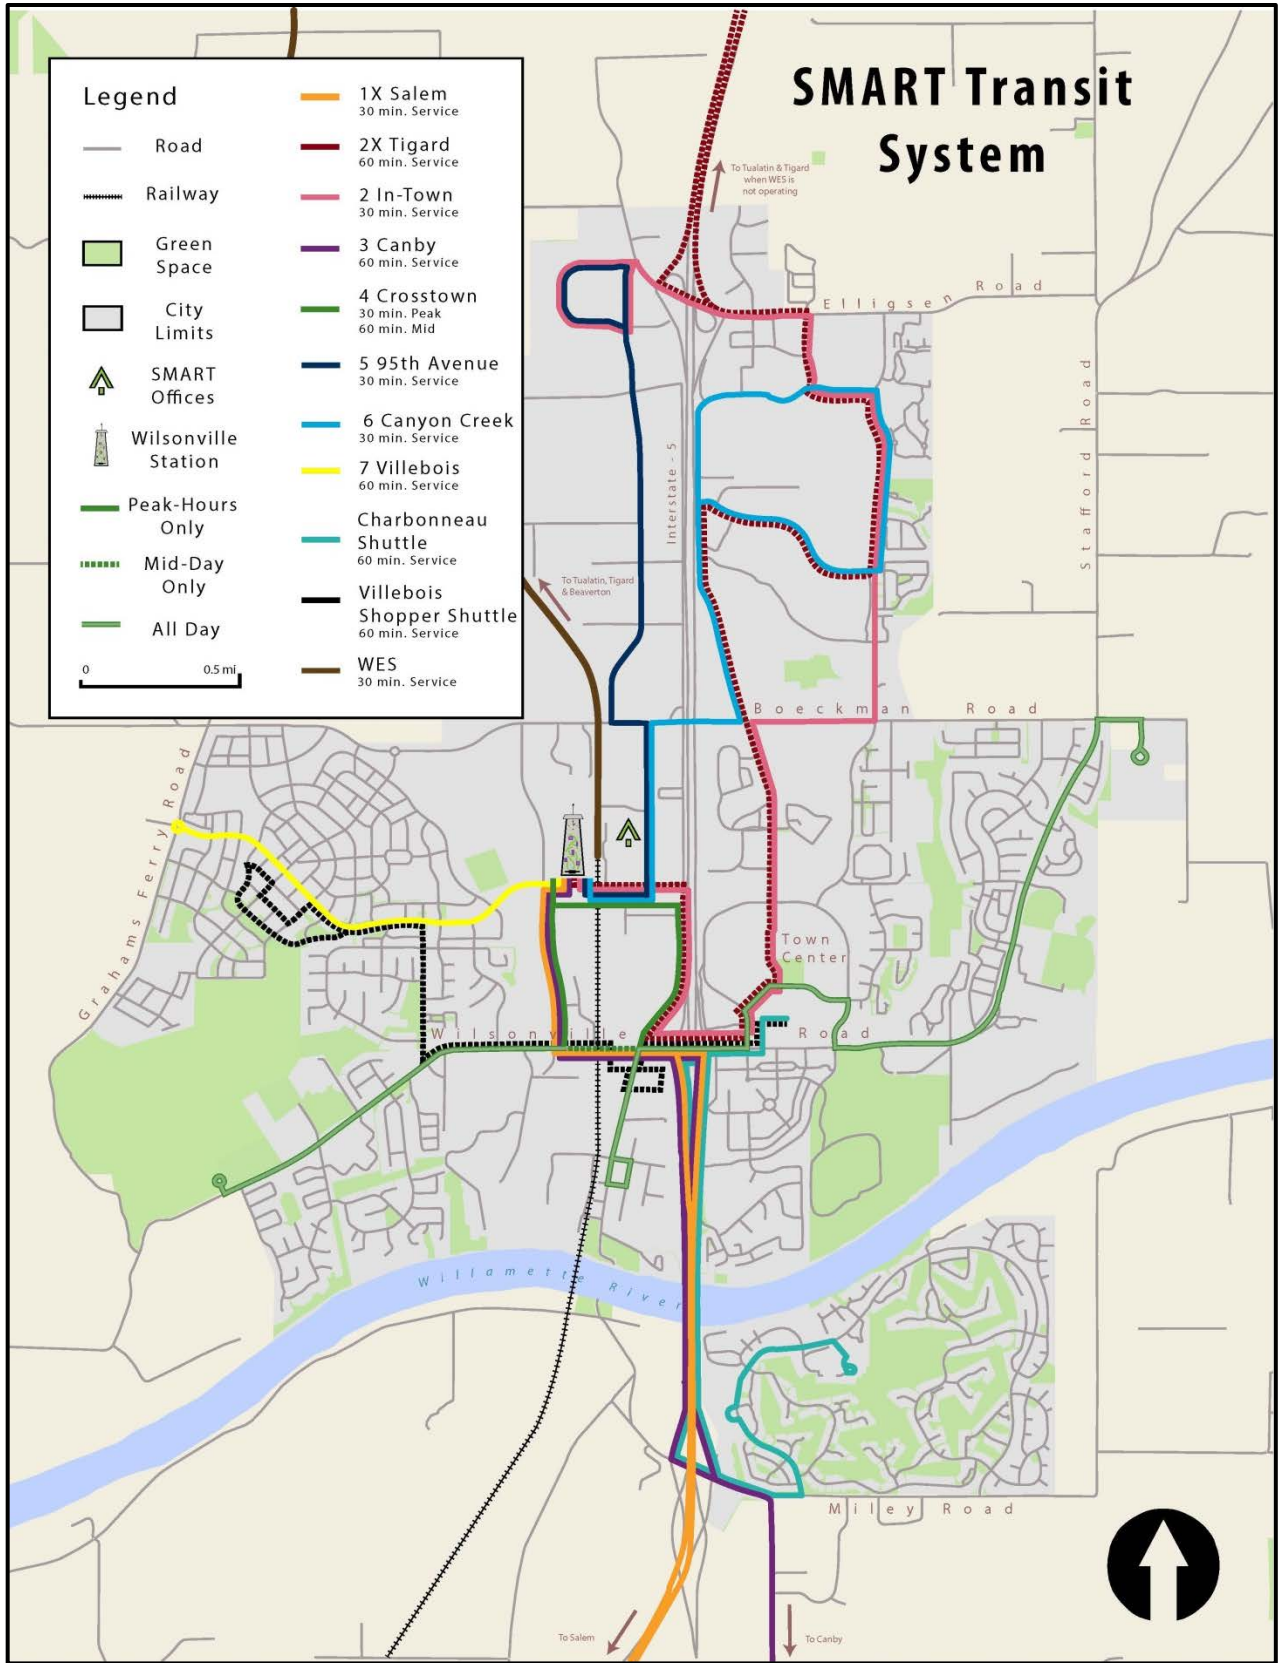 SMART Transit
System
Legend
Road
Railway
Green
Space
City
Limits
SMART
Offices
Wilsonville
Station
Peak-Hours
Only
Mid-Day
Only
All Day
0 0.5 mi
1X Salem
30 min. Service
2X Tigard
60 min. Service
2 In-Town
30 min. Service
3 Canby
60 min. Service
4 Crosstown
30 min. Peak
60 min. Mid
5 95th Avenue
30 min. Service
6 Canyon Creek
30 min. Service
7 Villebois
60 min. Service
Charbonneau
Shuttle
60 min. Service
Villebois
Shopper Shuttle
60 min. Service
WES
30 min. Service
To Tualatin & Tigard
when WES is
not operating
Elligsen Road
Stafford Road
Interstate - 5
To Tualatin, Tigard
& Beaverton
Boeckman Road
Grahams Ferry Road
Town
Center
Wilsonville Road
Willamette River
Miley Road
To Salem
To Canby